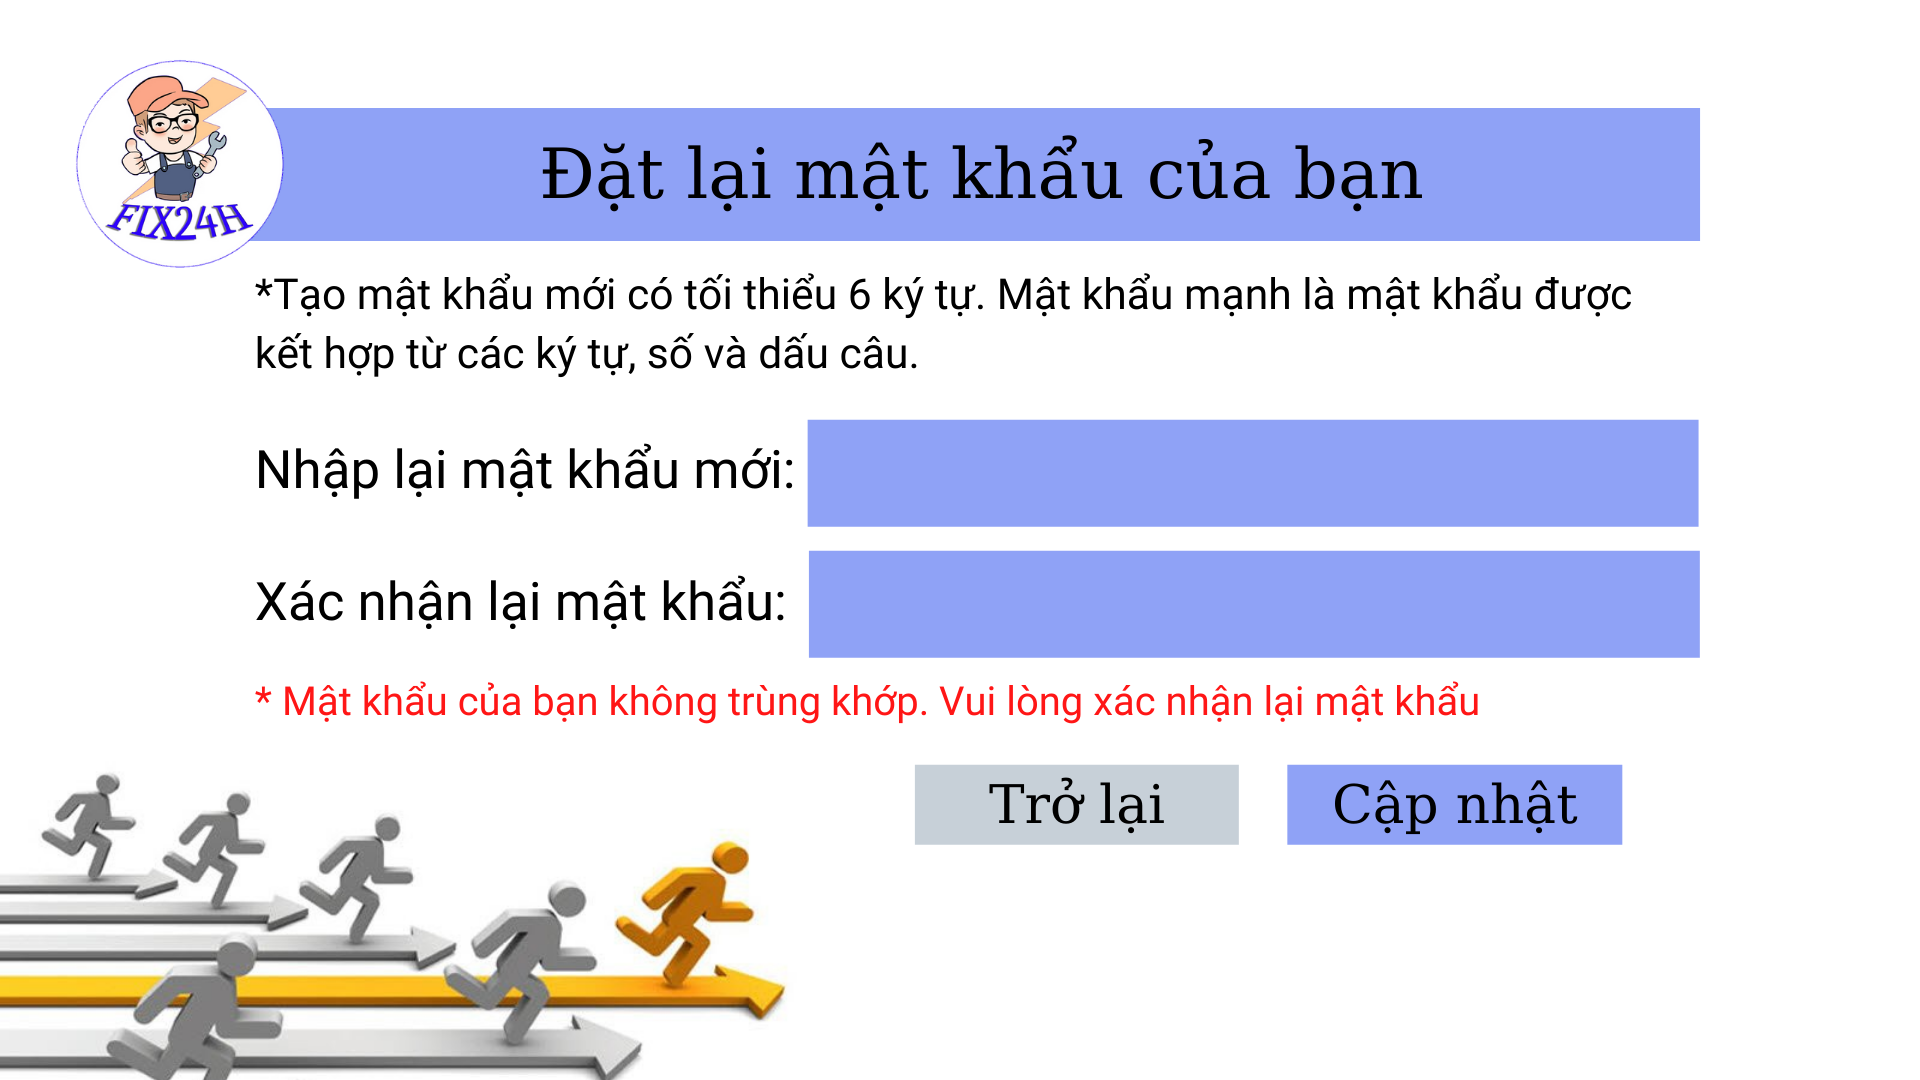 FIX24H
Đặt lại mật khẩu của bạn
*Tạo mật khẩu mới có tối thiểu 6 ký tự. Mật khẩu mạnh là mật khẩu được
kết hợp từ các ký tự, số và dấu câu.
Nhập lại mật khẩu mới:
Xác nhận lại mật khẩu:
* Mật khẩu của bạn không trùng khớp. Vui lòng xác nhận lại mật khẩu
Trở lại
Cập nhật